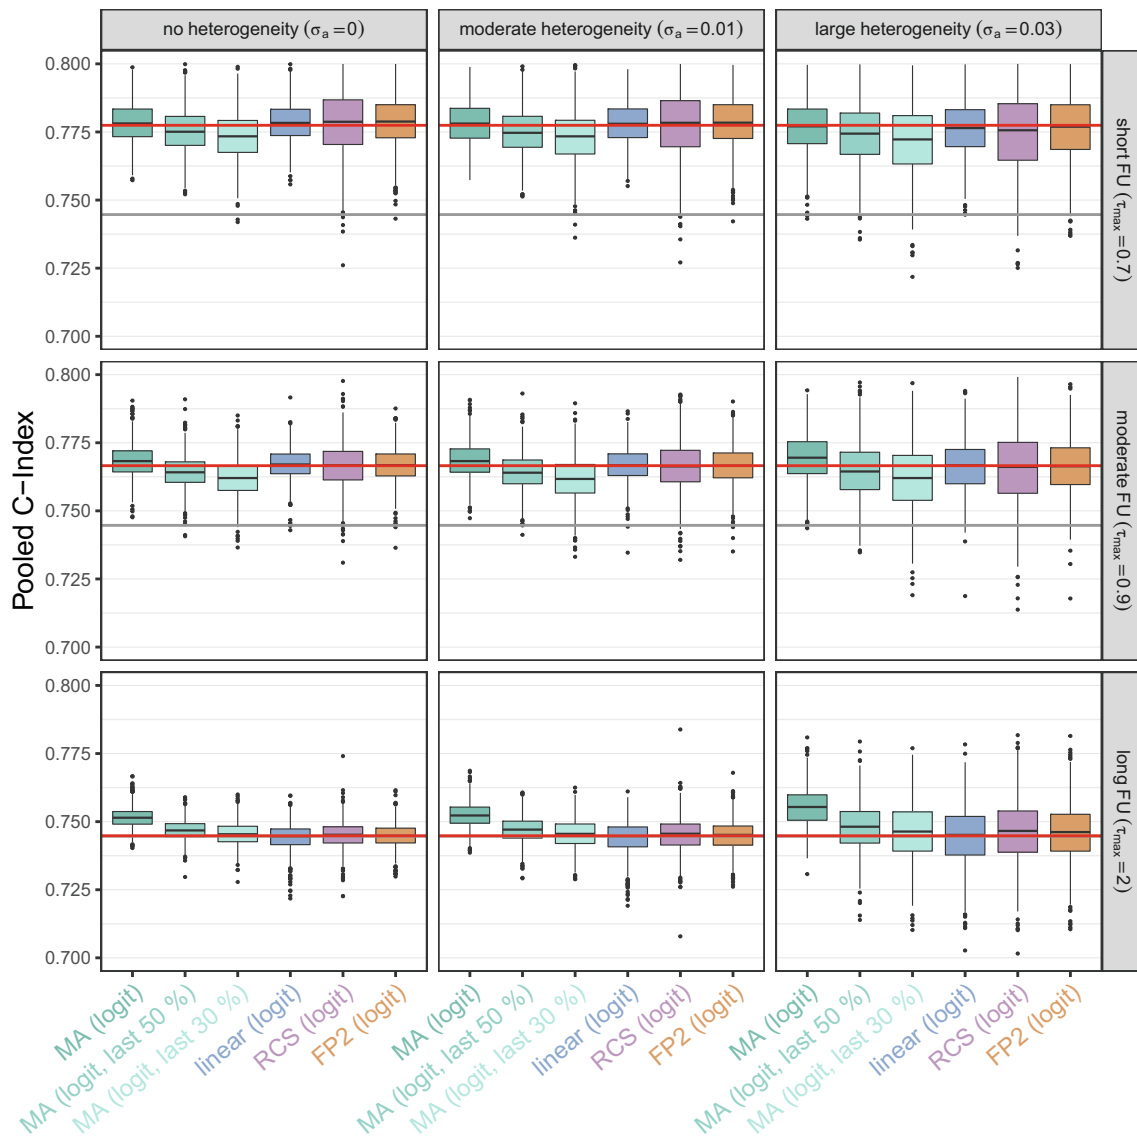 no heterogeneity (σa=0)
moderate heterogeneity (σa=0.01)
large heterogeneity (σa=0.03)
Pooled C−Index
0.800
0.775
0.750
0.725
0.700
short FU (τmax=0.7)
0.800
0.775
0.750
0.725
0.700
moderate FU (τmax=0.9)
0.800
0.775
0.750
0.725
0.700
long FU (τmax=2)
MA (logit)
MA (logit, last 50 %)
MA (logit, last 30 %)
linear (logit)
RCS (logit)
FP2 (logit)
MA (logit)
MA (logit, last 50 %)
MA (logit, last 30 %)
linear (logit)
RCS (logit)
FP2 (logit)
MA (logit)
MA (logit, last 50 %)
MA (logit, last 30 %)
linear (logit)
RCS (logit)
FP2 (logit)